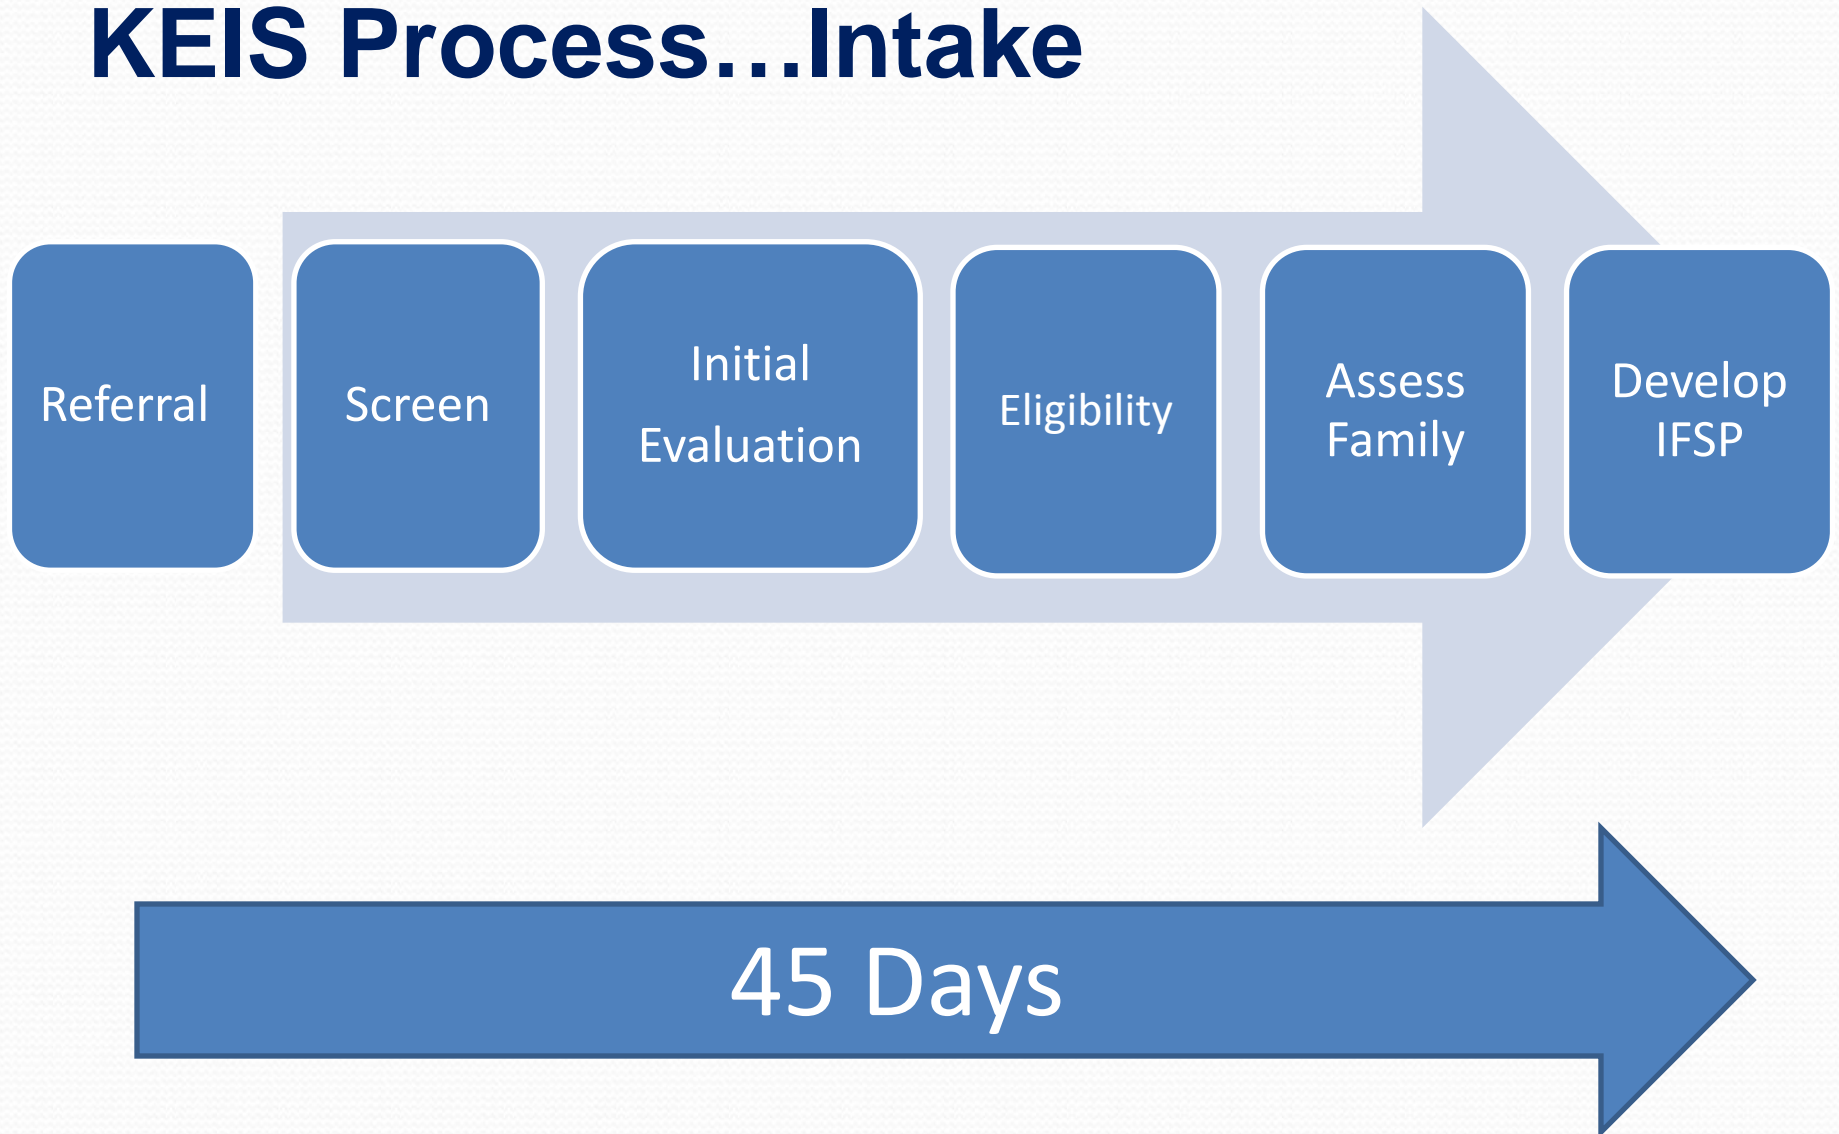 KEIS Process…Intake
Referral
Screen
Initial
Evaluation
Eligibility
Assess
Family
Develop
IFSP
45 Days